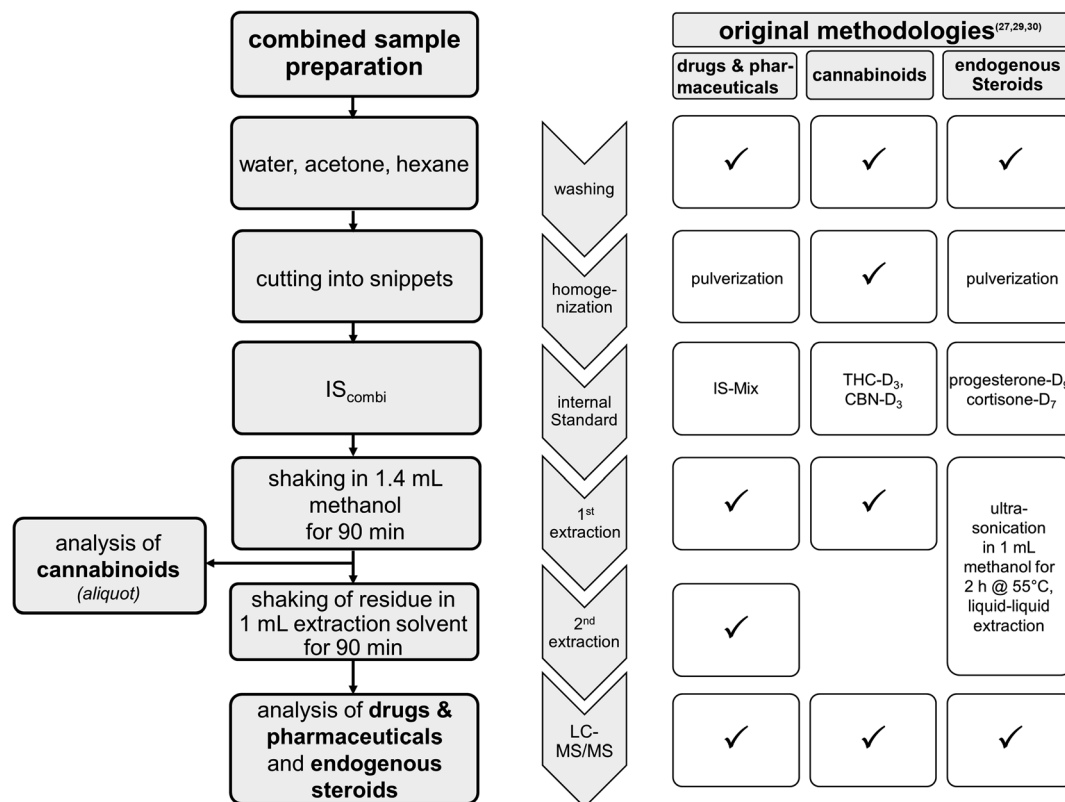 combined sample
preparation
water, acetone, hexane
cutting into snippets
IS_combi
shaking in 1.4 mL
methanol
for 90 min
analysis of
cannabinoids
(aliquot)
shaking of residue in
1 mL extraction solvent
for 90 min
analysis of drugs &
pharmaceuticals
and endogenous
steroids
washing
homoge-
nization
internal
Standard
1st
extraction
2nd
extraction
LC-
MS/MS
original methodologies(27,29,30)
drugs & phar-
maceuticals
cannabinoids
endogenous
Steroids
✓ ✓ ✓
pulverization
✓
pulverization
IS-Mix
THC-D3,
CBN-D3
progesterone-D
cortisone-D7
✓ ✓
ultra-
sonication
in 1 mL
methanol for
2 h @ 55°C,
liquid-liquid
extraction
✓
✓ ✓ ✓